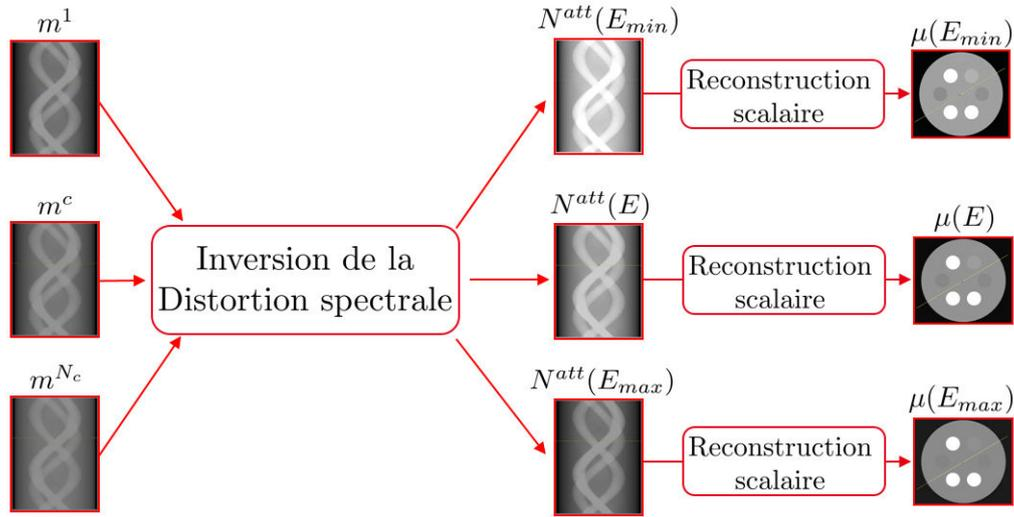 m^1
m^c
m^{N_c}
Inversion de la
Distortion spectrale
N^{att}(E_{min})
Reconstruction
scalaire
μ(E_{min})
N^{att}(E)
Reconstruction
scalaire
μ(E)
N^{att}(E_{max})
Reconstruction
scalaire
μ(E_{max})